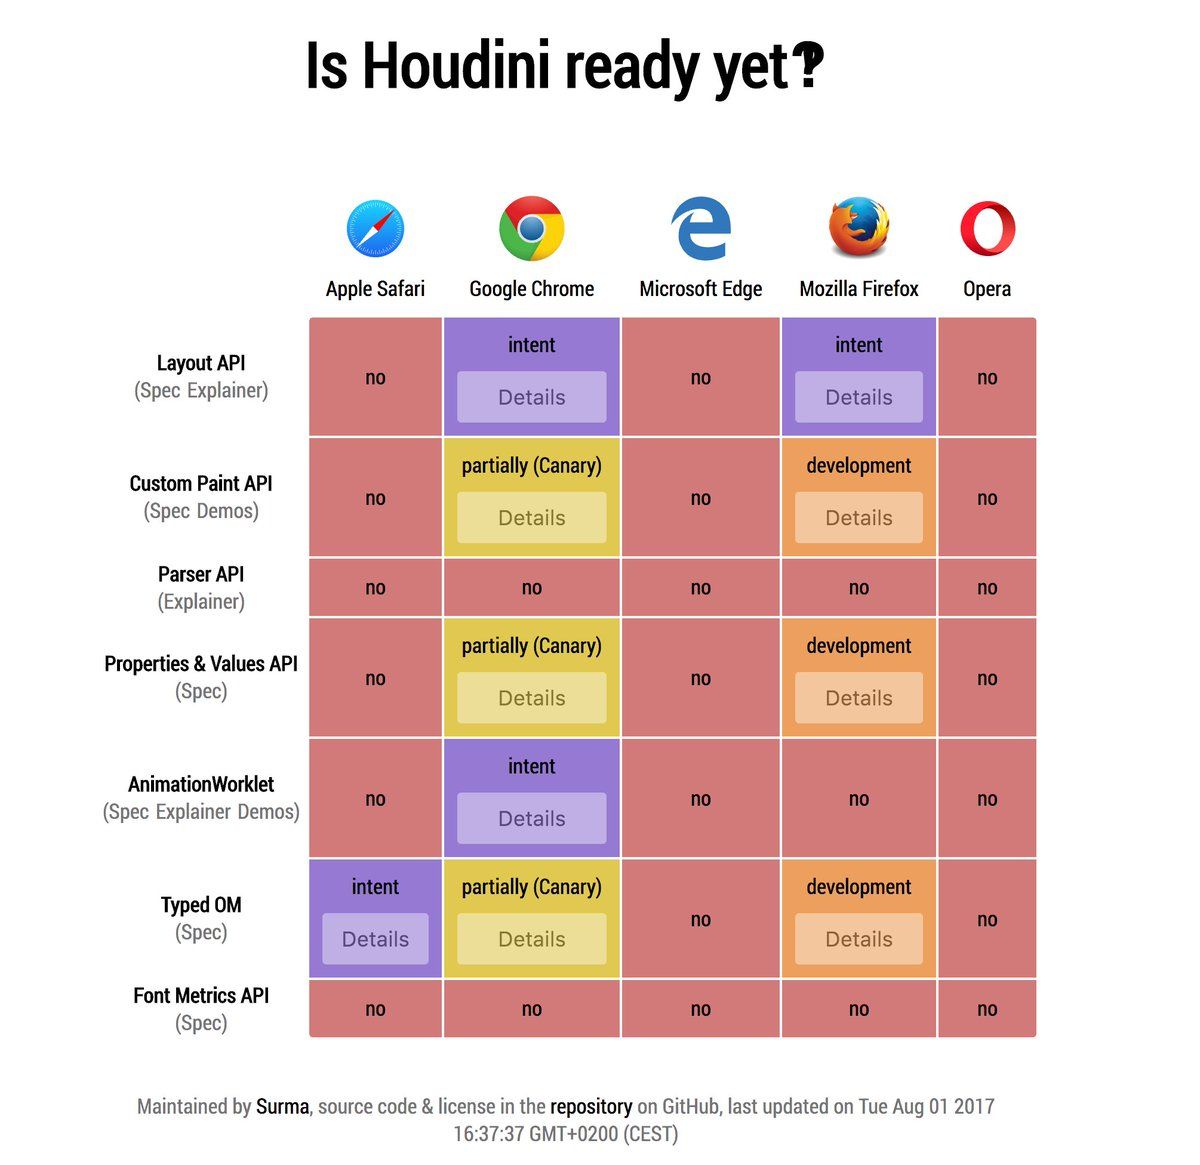 Is Houdini ready yet‽
Apple Safari Google Chrome Microsoft Edge Mozilla Firefox Opera
Layout API
(Spec Explainer)
no
intent
Details
no
intent
Details
no
Custom Paint API
(Spec Demos)
no
partially (Canary)
Details
no
development
Details
no
Parser API
(Explainer)
no
no
no
no
no
Properties & Values API
(Spec)
no
partially (Canary)
Details
no
development
Details
no
AnimationWorklet
(Spec Explainer Demos)
no
intent
Details
no
no
no
Typed OM
(Spec)
intent
Details
partially (Canary)
Details
no
development
Details
no
Font Metrics API
(Spec)
no
no
no
no
no
Maintained by Surma, source code & license in the repository on GitHub, last updated on Tue Aug 01 2017
16:37:37 GMT+0200 (CEST)